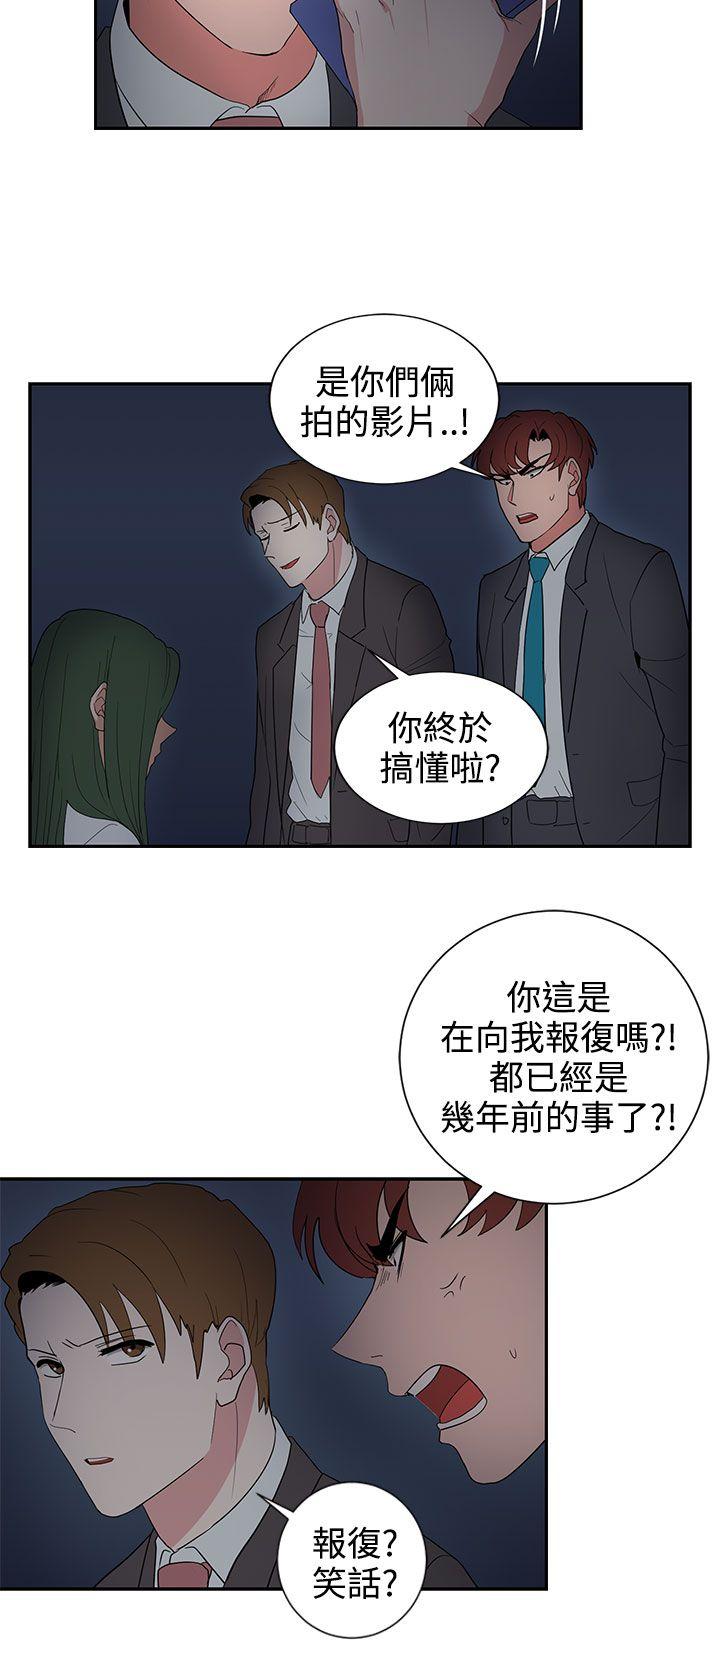 是你們倆
拍的影片..!
你終於
搞懂啦?
你這是
在向我報復嗎?!
都已經是
幾年前的事了?!
報復?
笑話?